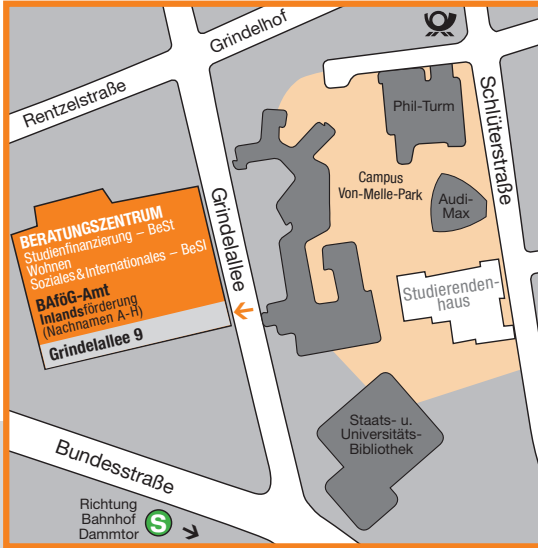 Grindelhof
Rentzelstraße
Schlüterstraße
Phil-Turm
Campus
Von-Melle-Park
Audi-
Max
Grindelallee
BERATUNGSZENTRUM
Studienfinanzierung – BeSt
Wohnen
Soziales & Internationales – BeSI
BAföG-Amt
Inlandsförderung
(Nachnamen A-H)
Grindelallee 9
Studierenden-
haus
Staats- u.
Universitäts-
Bibliothek
Bundesstraße
Richtung
Bahnhof
Dammtor
S